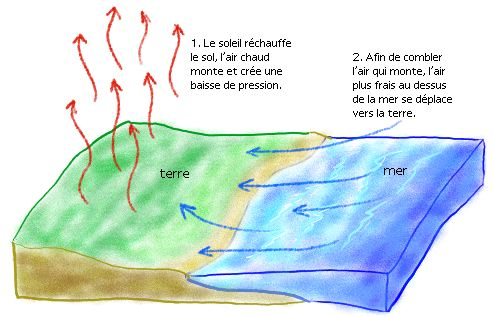 1. Le soleil réchauffe
le sol, l'air chaud
monte et crée une
baisse de pression.
2. Afin de combler
l'air qui monte, l'air
plus frais au dessus
de la mer se déplace
vers la terre.
terre
mer